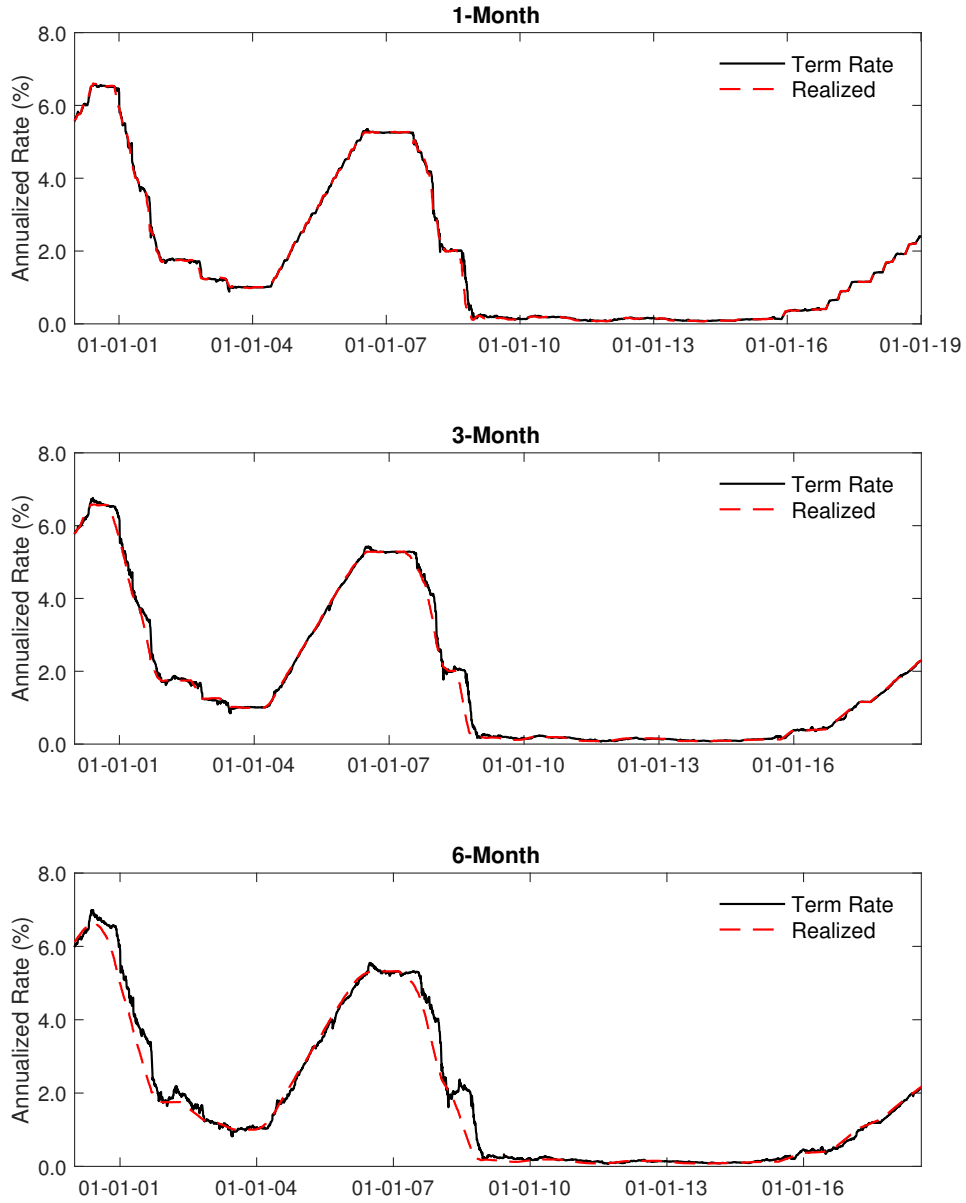 1-Month
8.0
Term Rate
Realized
6.0
4.0
2.0
0.0
Annualized Rate (%)
01-01-01 01-01-04 01-01-07 01-01-10 01-01-13 01-01-16 01-01-19
3-Month
8.0
Term Rate
Realized
6.0
4.0
2.0
0.0
Annualized Rate (%)
01-01-01 01-01-04 01-01-07 01-01-10 01-01-13 01-01-16
6-Month
8.0
Term Rate
Realized
6.0
4.0
2.0
0.0
Annualized Rate (%)
01-01-01 01-01-04 01-01-07 01-01-10 01-01-13 01-01-16